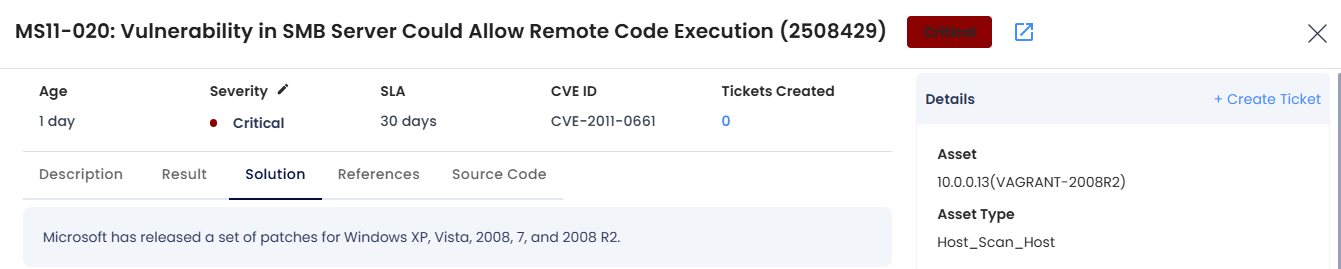 MS11-020: Vulnerability in SMB Server Could Allow Remote Code Execution (2508429) Critical
Age Severity SLA CVE ID Tickets Created
1 day Critical 30 days CVE-2011-0661 0
Description Result Solution References Source Code
Microsoft has released a set of patches for Windows XP, Vista, 2008, 7, and 2008 R2.
Details + Create Ticket
Asset
10.0.0.13(VAGRANT-2008R2)
Asset Type
Host_Scan_Host